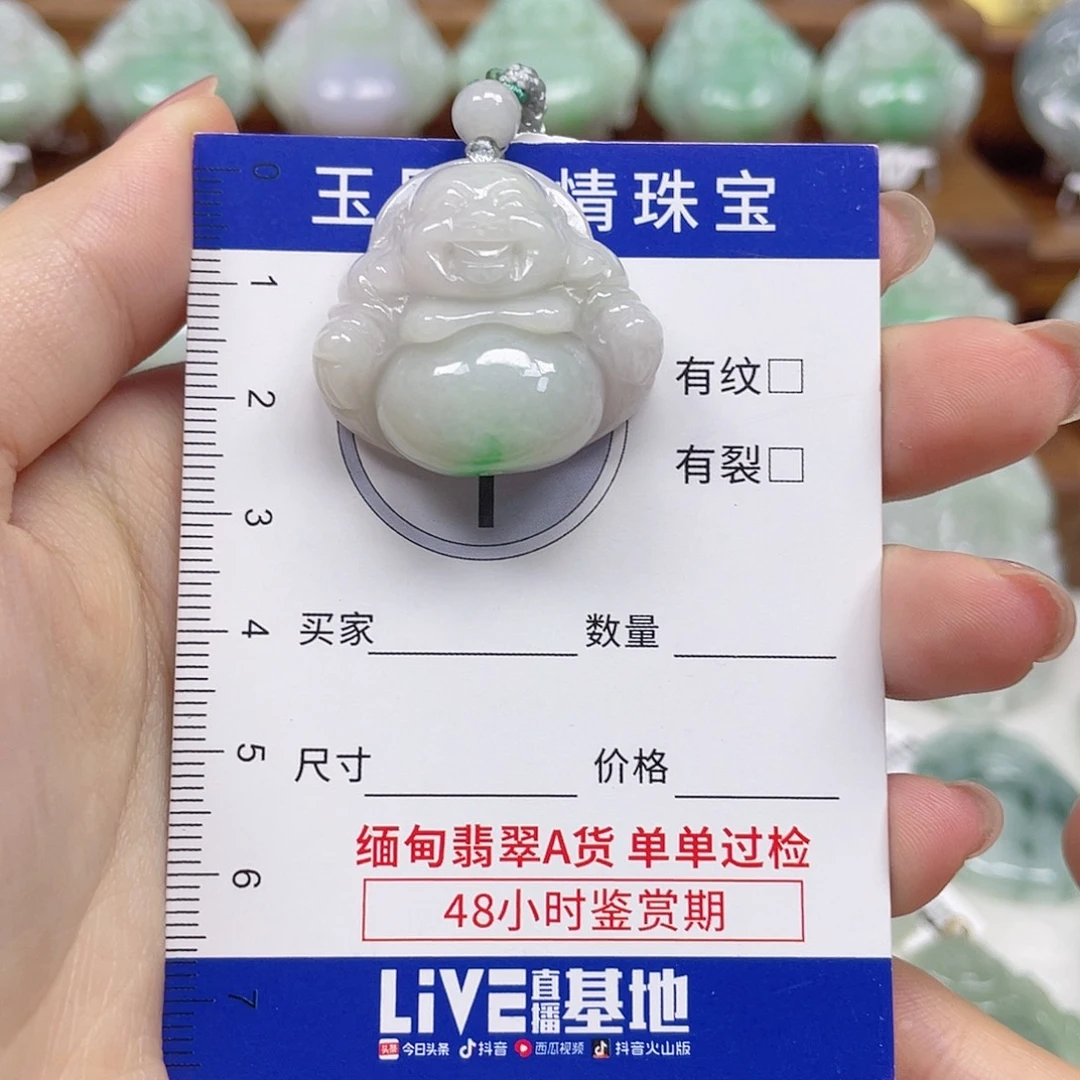 玉 情珠宝
0
1
2
3
4
5
6
7
有纹□
有裂□
买家 数量
尺寸 价格
缅甸翡翠A货 单单过检
48小时鉴赏期
LiVE直播基地
头条 今日头条 抖音 西瓜视频 抖音火山版